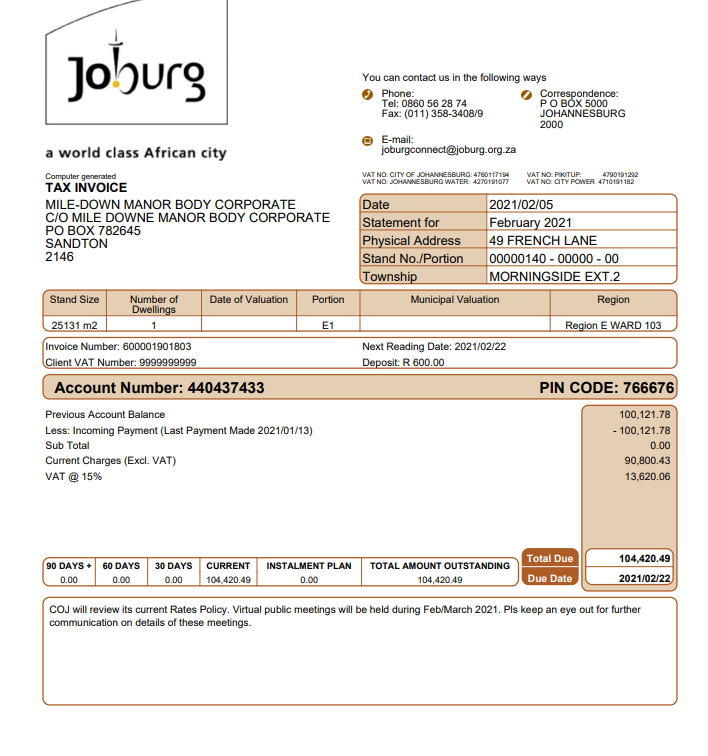 Joburg
a world class African city
You can contact us in the following ways
Phone:
Tel: 0860 56 28 74
Fax: (011) 358-3408/9
Correspondence:
P O BOX 5000
JOHANNESBURG
2000
E-mail:
joburgconnect@joburg.org.za
VAT NO: CITY OF JOHANNESBURG: 4760117194 VAT NO: PIKITUP: 4790191292
VAT NO: JOHANNESBURG WATER: 4270191077 VAT NO: CITY POWER 4710191182
Computer generated
TAX INVOICE
MILE-DOWN MANOR BODY CORPORATE
C/O MILE DOWNE MANOR BODY CORPORATE
PO BOX 782645
SANDTON
2146
Date 2021/02/05
Statement for February 2021
Physical Address 49 FRENCH LANE
Stand No./Portion 00000140 - 00000 - 00
Township MORNINGSIDE EXT.2
Stand Size Number of Dwellings Date of Valuation Portion Municipal Valuation Region
25131 m2 1 E1 Region E WARD 103
Invoice Number: 600001901803 Next Reading Date: 2021/02/22
Client VAT Number: 9999999999 Deposit: R 600.00
Account Number: 440437433 PIN CODE: 766676
Previous Account Balance 100,121.78
Less: Incoming Payment (Last Payment Made 2021/01/13) - 100,121.78
Sub Total 0.00
Current Charges (Excl. VAT) 90,800.43
VAT @ 15% 13,620.06
90 DAYS + 60 DAYS 30 DAYS CURRENT INSTALMENT PLAN TOTAL AMOUNT OUTSTANDING
0.00 0.00 0.00 104,420.49 0.00 104,420.49
Total Due 104,420.49
Due Date 2021/02/22
COJ will review its current Rates Policy. Virtual public meetings will be held during Feb/March 2021. Pls keep an eye out for further
communication on details of these meetings.